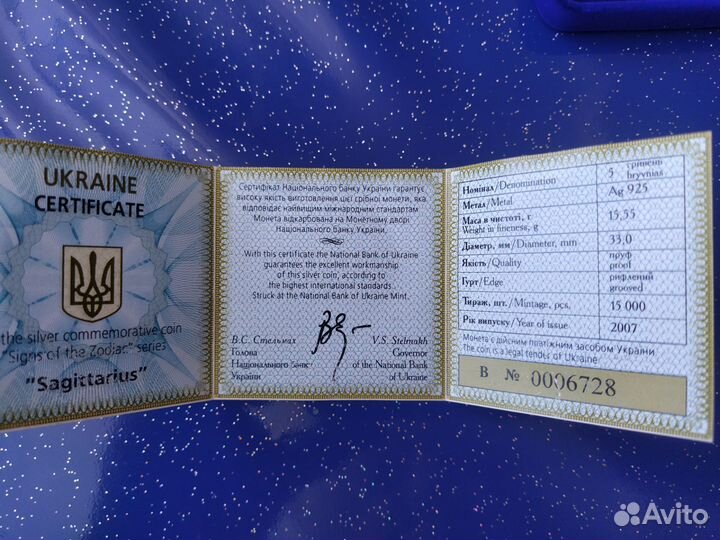 UKRAINE
CERTIFICATE
the silver commemorative coin
"Signs of the Zodiac" series
"Sagittarius"
Сертифікат Національного банку України гарантує
високу якість виготовлення цієї срібної монети, яка
відповідає найвищим міжнародним стандартам
Монета відкарбована на Монетному дворі
Національного банку України.
With this certificate the National Bank of Ukraine
guarantees the excellent workmanship
of this silver coin, according to
the highest international standards.
Struck at the National Bank of Ukraine Mint.
В.С. Стельмах V.S. Stelmakh
Голова Governor
Національного банку of the National Bank
України of Ukraine
Номінал/Denomination 5 гривень
hryvnias
Метал/Metal Ag 925
Маса в чистоті, г 15,55
Weight in fineness, g
Діаметр, мм/Diameter, mm 33,0
Якість/Quality пруф
proof
Гурт/Edge рифлений
grooved
Тираж, шт./Mintage, pcs. 15 000
Рік випуску/Year of issue 2007
Монета є дійсним платіжним засобом України
The coin is a legal tender of Ukraine
В № 0006728
Avito